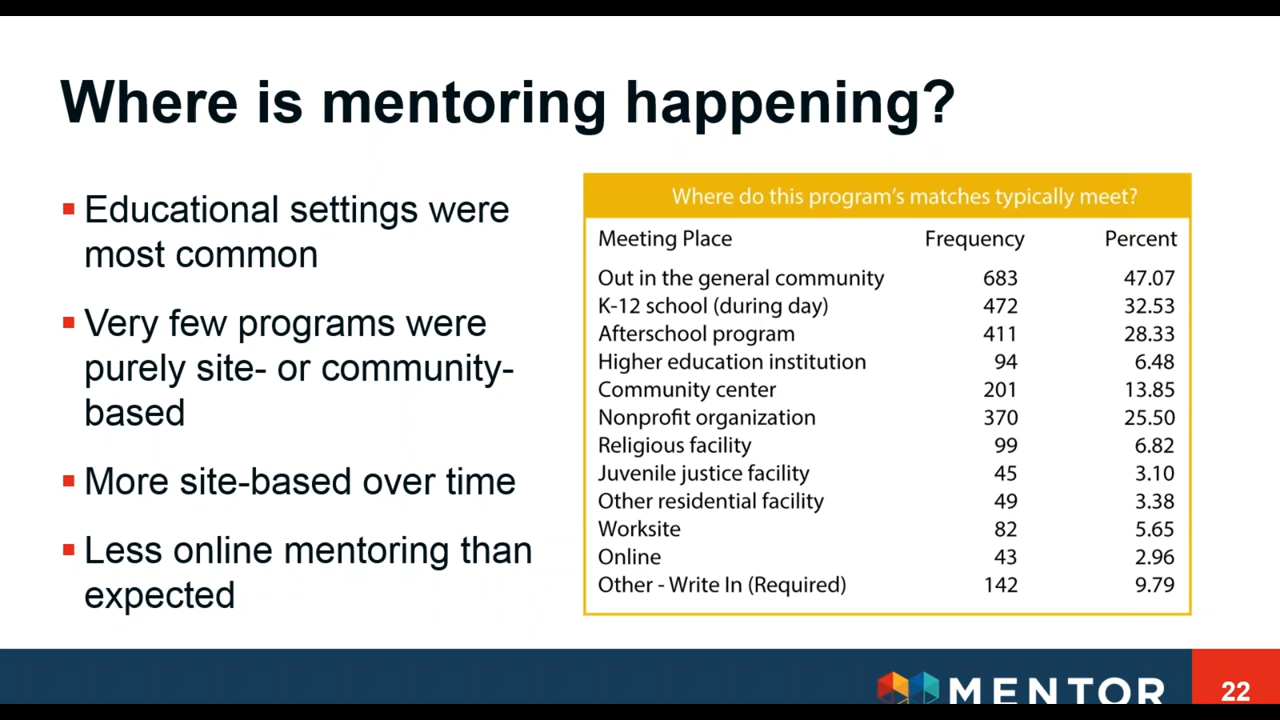 Where is mentoring happening?
Educational settings were
most common
Very few programs were
purely site- or community-
based
More site-based over time
Less online mentoring than
expected
Where do this program's matches typically meet?
Meeting Place Frequency Percent
Out in the general community 683 47.07
K-12 school (during day) 472 32.53
Afterschool program 411 28.33
Higher education institution 94 6.48
Community center 201 13.85
Nonprofit organization 370 25.50
Religious facility 99 6.82
Juvenile justice facility 45 3.10
Other residential facility 49 3.38
Worksite 82 5.65
Online 43 2.96
Other - Write In (Required) 142 9.79
MENTOR
22